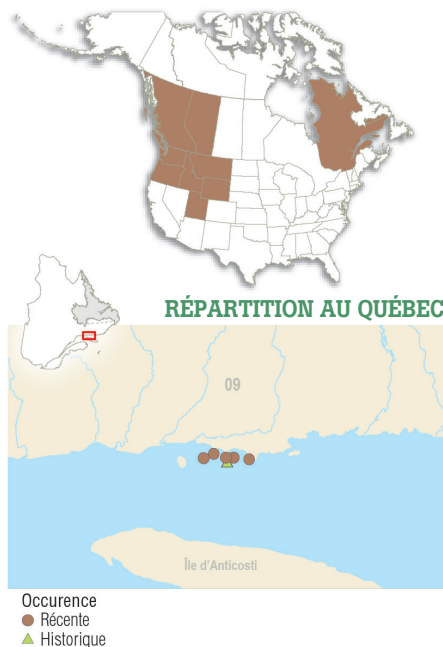 RÉPARTITION AU QUÉBEC
09
Île d'Anticosti
Occurence
Récente
Historique